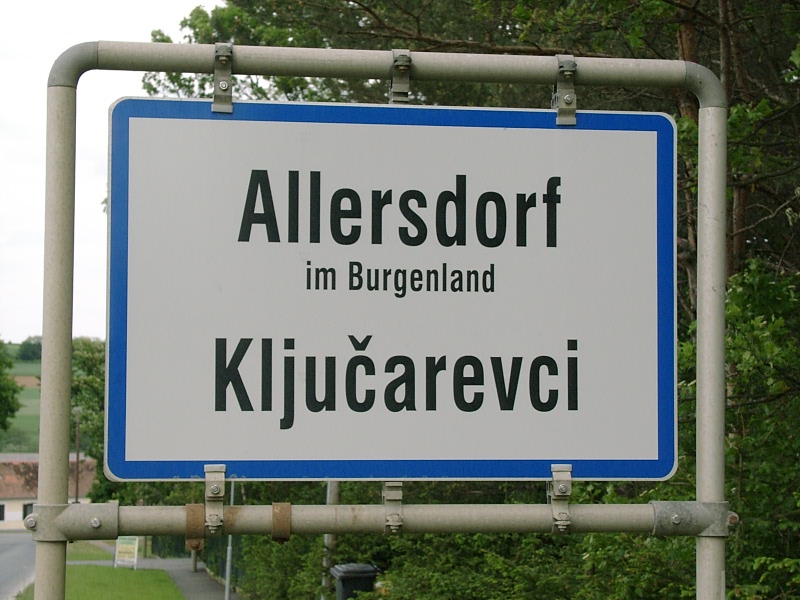 Allersdorf
im Burgenland
Ključarevci